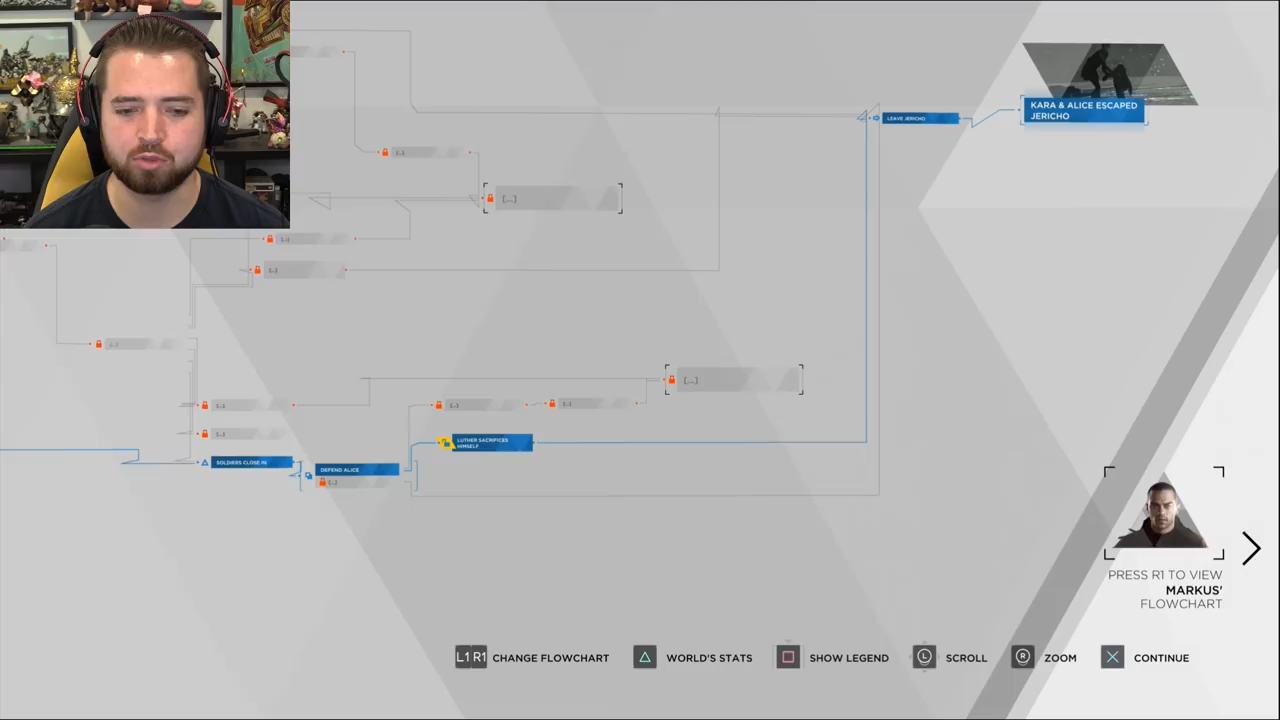 KARA & ALICE ESCAPED
JERICHO
LEAVE JERICHO
[...]
[...]
[...]
[...]
[...]
[...]
[...]
[...]
[...]
[...]
LUTHER SACRIFICES
HIMSELF
[...]
SOLDIERS CLOSE IN
DEFEND ALICE
[...]
PRESS R1 TO VIEW
MARKUS'
FLOWCHART
L1 R1 CHANGE FLOWCHART
WORLD'S STATS
SHOW LEGEND
L SCROLL
R ZOOM
CONTINUE